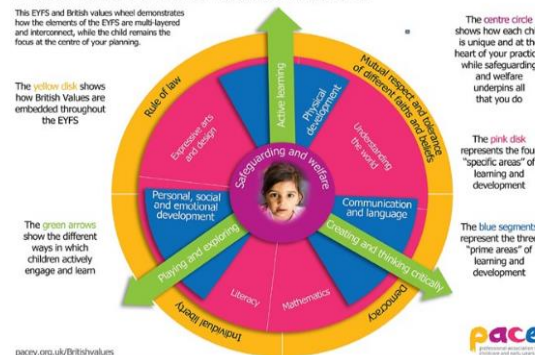 This EYFS and British values wheel demonstrates
how the elements of the EYFS are multi-layered
and interconnect, while the child remains the
focus at the centre of your planning.
The yellow disk shows
how British Values are
embedded throughout
the EYFS
The green arrows
show the different
ways in which
children actively
engage and learn
pacey.org.uk/Britishvalues
Rule of law
Mutual respect and tolerance
of different faiths and beliefs
Individual liberty
Democracy
Active learning
Playing and exploring
Creating and thinking critically
Expressive arts
and design
Physical
development
Understanding
the world
Personal, social
and emotional
development
Communication
and language
Literacy
Mathematics
Safeguarding and welfare
The centre circle
shows how each
is unique and at the
heart of your
while safeguarding
and welfare
underpins all
that you do
The pink disk
represents the four
"specific areas" of
learning and
development
The blue segments
represent the three
"prime areas" of
learning and
development